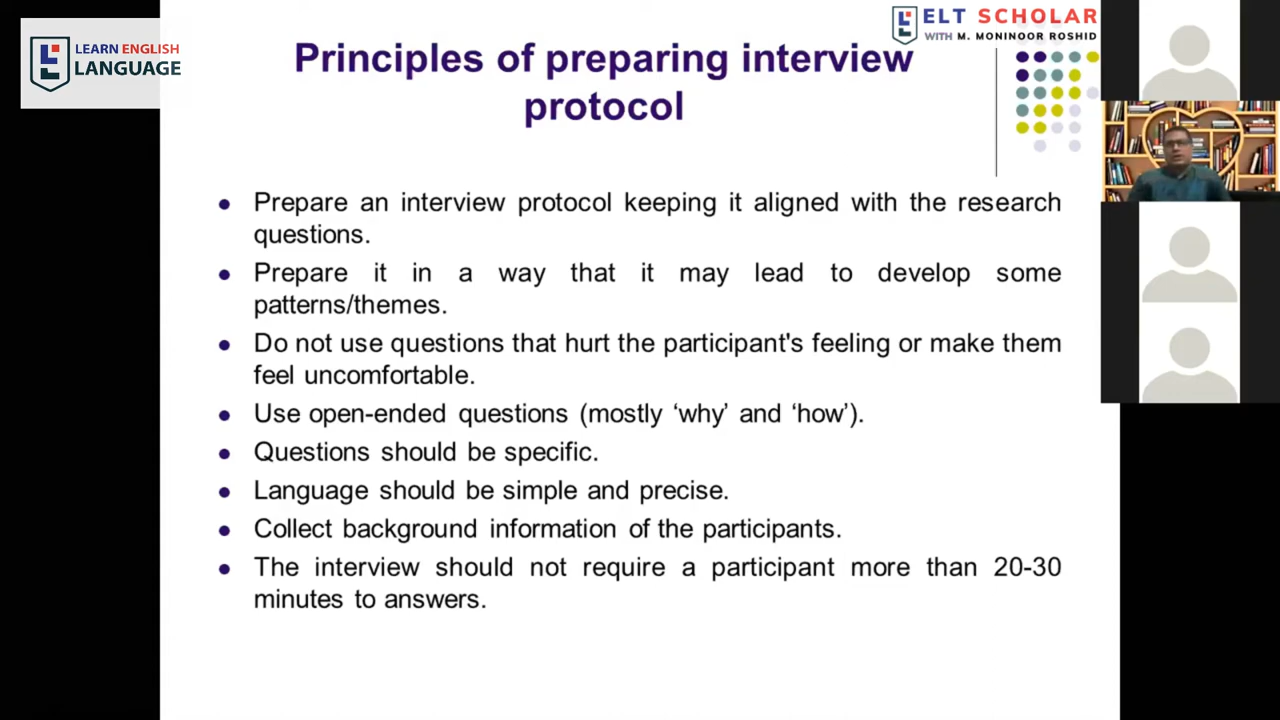 LEARN ENGLISH
LANGUAGE
ELT SCHOLAR
WITH M. MONINOOR ROSHID
Principles of preparing interview
protocol
Prepare an interview protocol keeping it aligned with the research
questions.
Prepare it in a way that it may lead to develop some
patterns/themes.
Do not use questions that hurt the participant's feeling or make them
feel uncomfortable.
Use open-ended questions (mostly ‘why’ and ‘how’).
Questions should be specific.
Language should be simple and precise.
Collect background information of the participants.
The interview should not require a participant more than 20-30
minutes to answers.